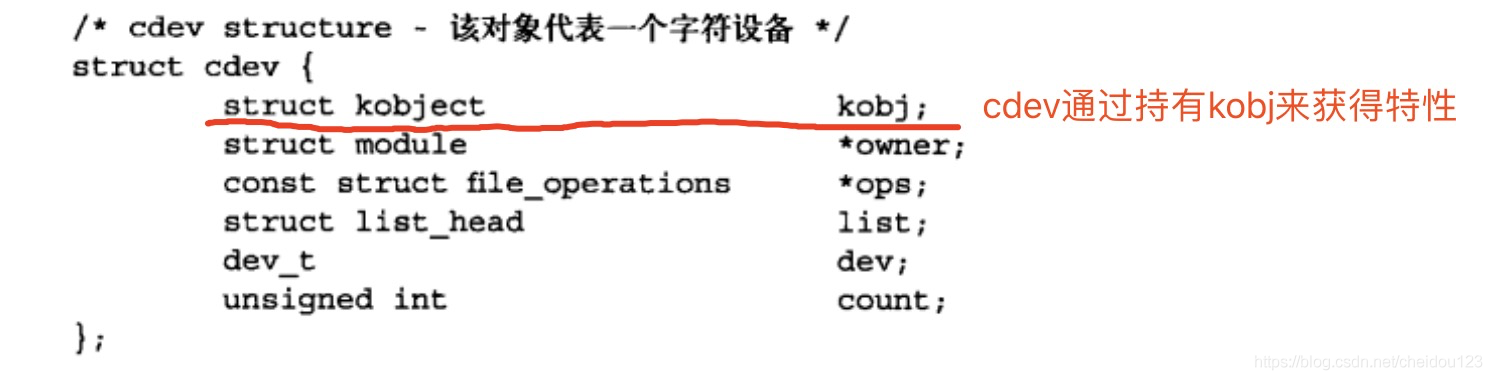 /* cdev structure - 该对象代表一个字符设备 */
struct cdev {
struct kobject kobj; cdev通过持有kobj来获得特性
struct module *owner;
const struct file_operations *ops;
struct list_head list;
dev_t dev;
unsigned int count;
};
https://blog.csdn.net/cheidou123